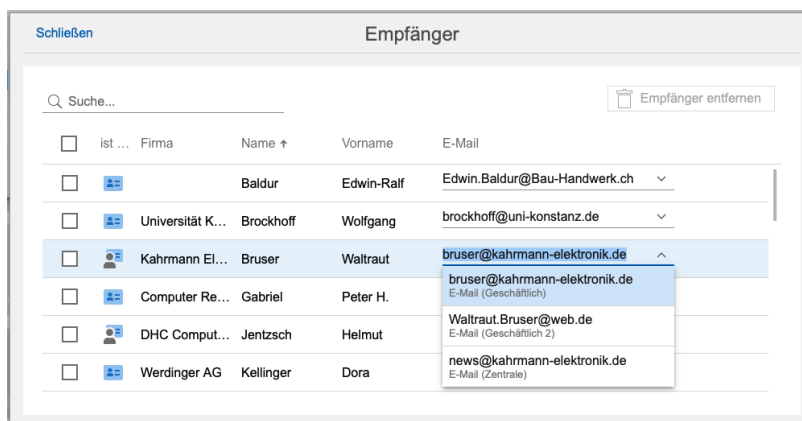 Schließen Empfänger
Suche... Empfänger entfernen
ist ... Firma Name ↑ Vorname E-Mail
Baldur Edwin-Ralf Edwin.Baldur@Bau-Handwerk.ch
Universität K... Brockhoff Wolfgang brockhoff@uni-konstanz.de
Kahrmann El... Bruser Waltraut bruser@kahrmann-elektronik.de
bruser@kahrmann-elektronik.de
E-Mail (Geschäftlich)
Computer Re... Gabriel Peter H.
Waltraut.Bruser@web.de
E-Mail (Geschäftlich 2)
DHC Comput... Jentzsch Helmut
news@kahrmann-elektronik.de
E-Mail (Zentrale)
Werdinger AG Kellinger Dora